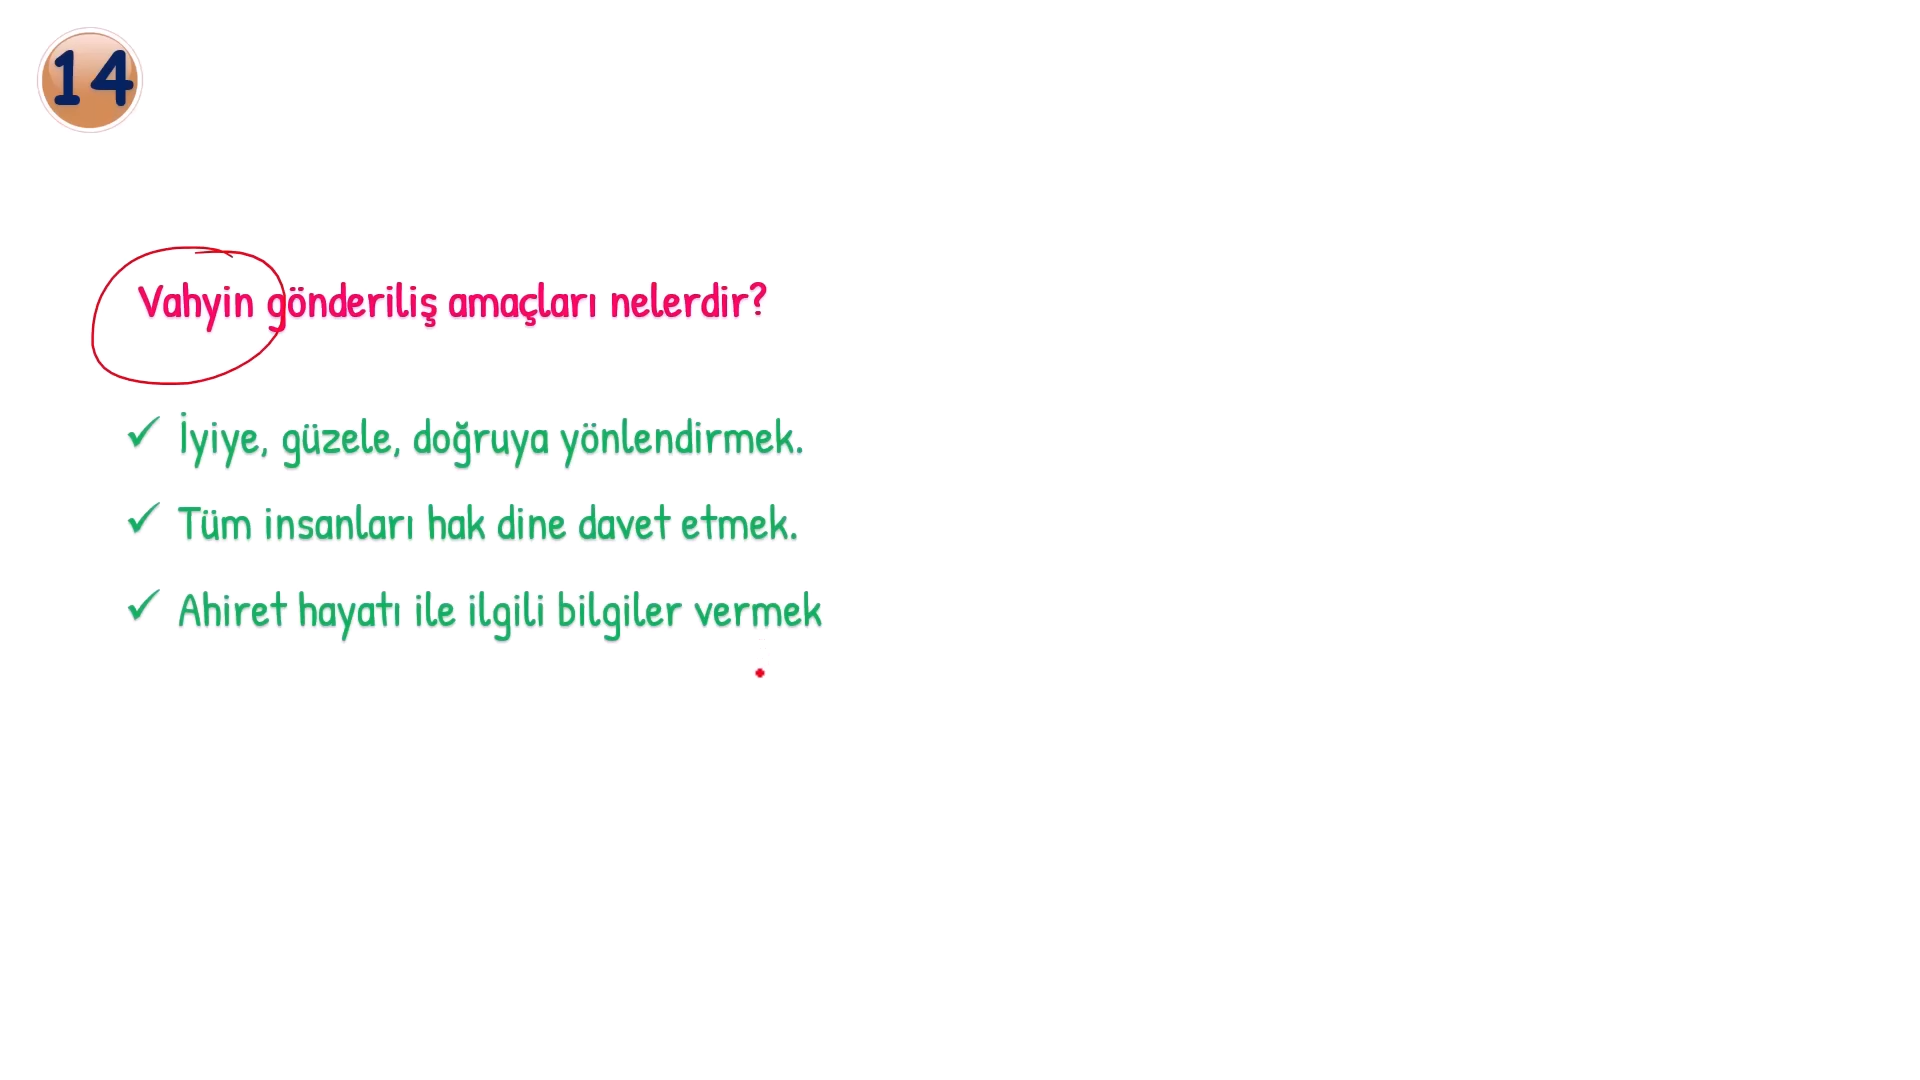 14
Vahyin gönderiliş amaçları nelerdir?
✓ İyiye, güzele, doğruya yönlendirmek.
✓ Tüm insanları hak dine davet etmek.
✓ Ahiret hayatı ile ilgili bilgiler vermek